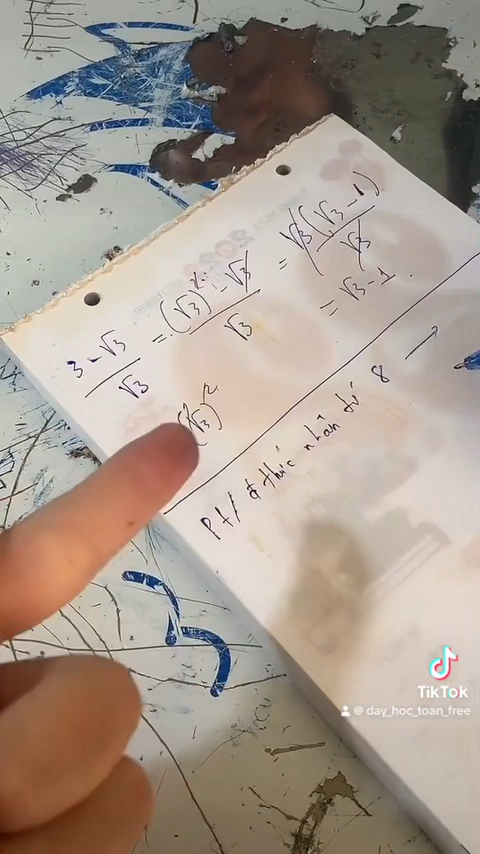 3 - √3 / √3 = (√3)² - √3 / √3 = √3(√3 - 1) / √3
= √3 - 1.
(√3)²
Pt/ đ thức nhân tử 8 →
TikTok
@ day_hoc_toan_free